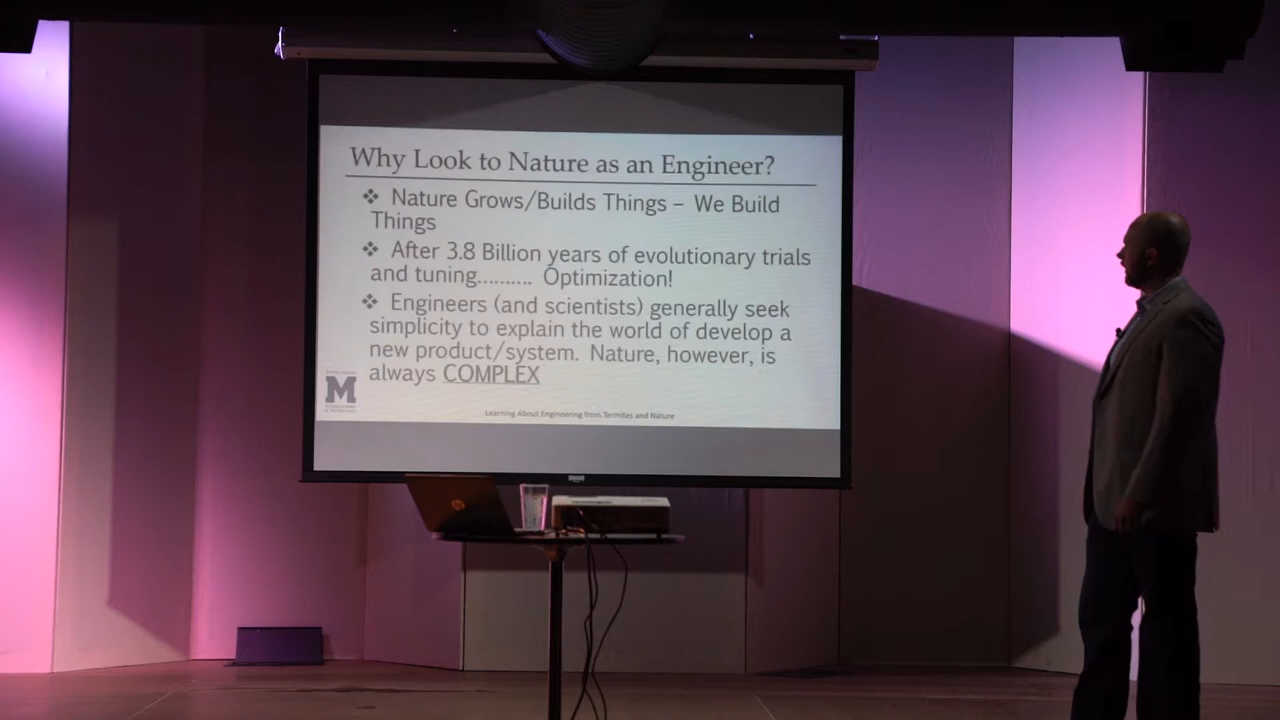 Why Look to Nature as an Engineer?
❖ Nature Grows/Builds Things – We Build
Things
❖ After 3.8 Billion years of evolutionary trials
and tuning.......... Optimization!
❖ Engineers (and scientists) generally seek
simplicity to explain the world of develop a
new product/system. Nature, however, is
always COMPLEX
M
Learning About Engineering from Termites and Nature
hp